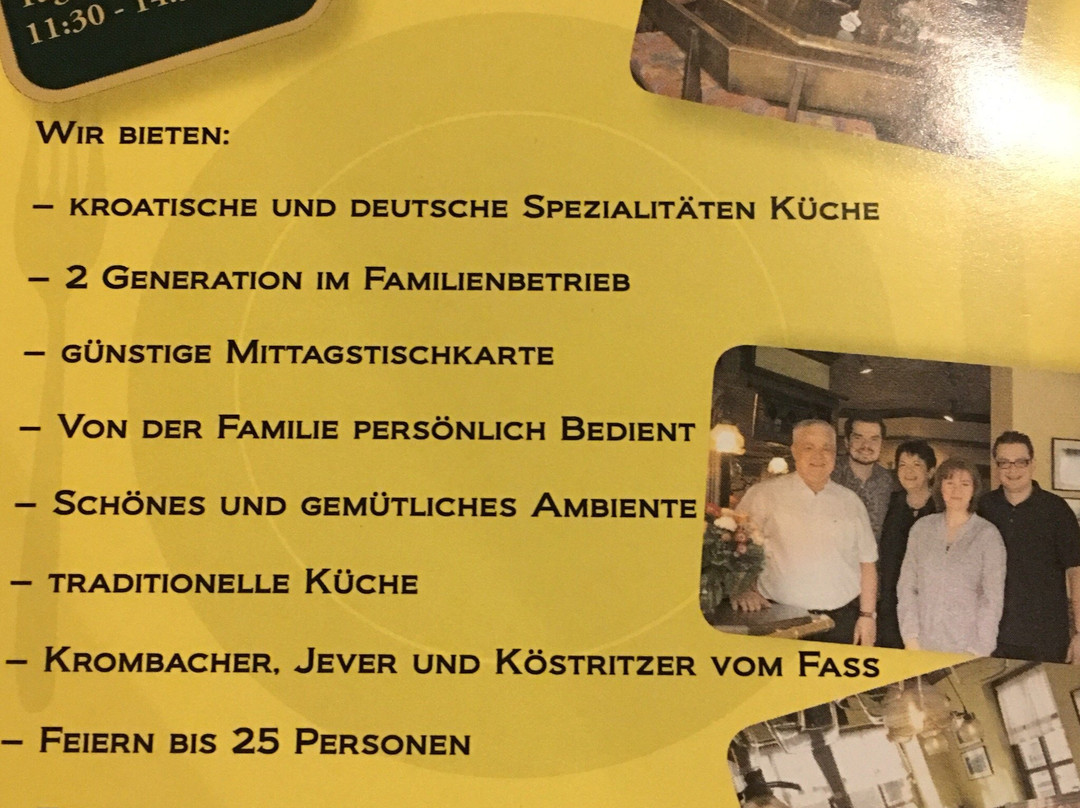 11:30 -
WIR BIETEN:
– KROATISCHE UND DEUTSCHE SPEZIALITÄTEN KÜCHE
– 2 GENERATION IM FAMILIENBETRIEB
– GÜNSTIGE MITTAGSTISCHKARTE
– VON DER FAMILIE PERSÖNLICH BEDIENT
– SCHÖNES UND GEMÜTLICHES AMBIENTE
– TRADITIONELLE KÜCHE
– KROMBACHER, JEVER UND KÖSTRITZER VOM FASS
– FEIERN BIS 25 PERSONEN